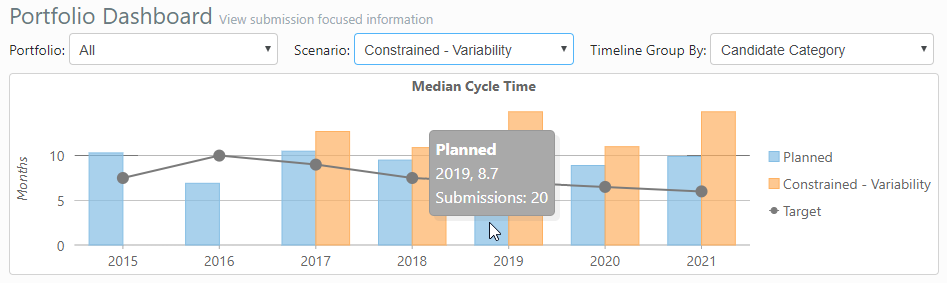 Portfolio Dashboard View submission focused information
Portfolio: All Scenario: Constrained - Variability Timeline Group By: Candidate Category
Median Cycle Time
Months
10
5
0
Planned
2019, 8.7
Submissions: 20
Planned
Constrained - Variability
Target
2015 2016 2017 2018 2019 2020 2021